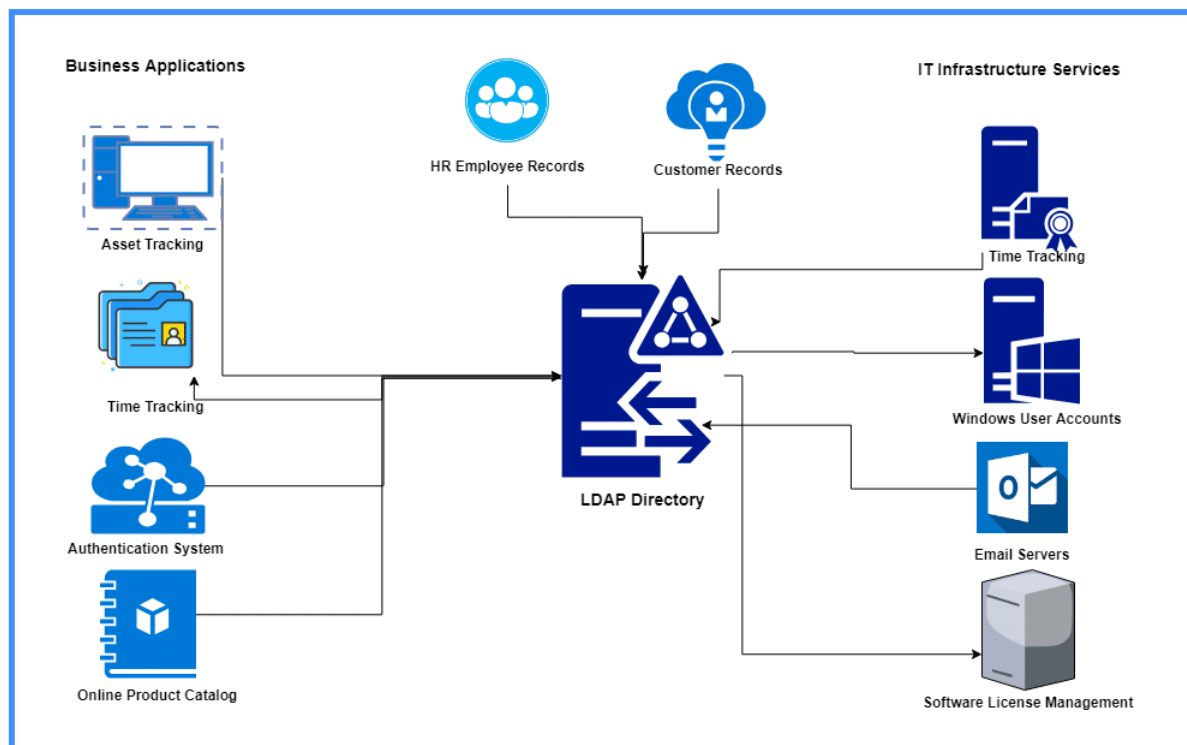 Business Applications
IT Infrastructure Services
HR Employee Records
Customer Records
Asset Tracking
Time Tracking
Time Tracking
Windows User Accounts
LDAP Directory
Authentication System
O
Email Servers
Online Product Catalog
Software License Management